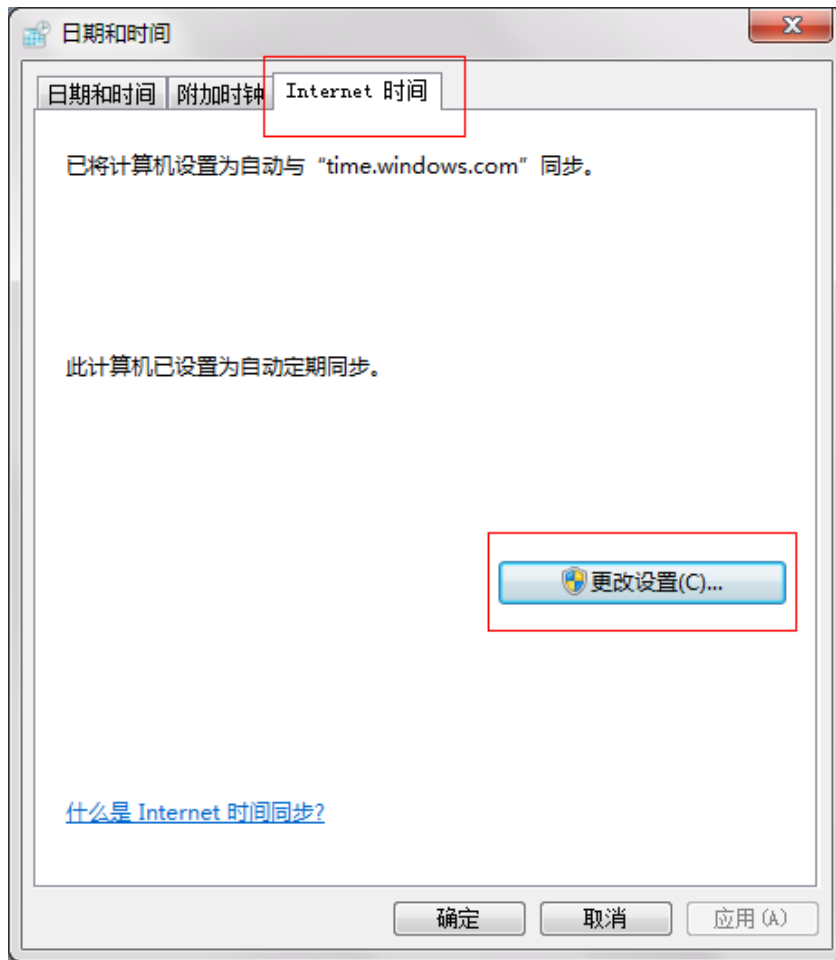 日期和时间
日期和时间 附加时钟 Internet 时间
已将计算机设置为自动与“time.windows.com”同步。
此计算机已设置为自动定期同步。
更改设置(C)...
什么是 Internet 时间同步?
确定 取消 应用(A)